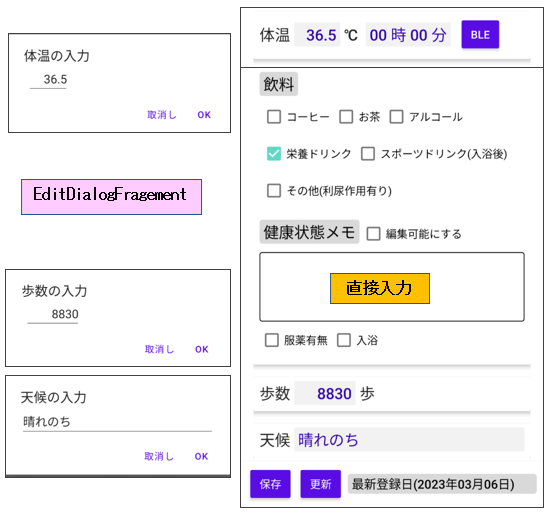 体温の入力
36.5
取消し OK
EditDialogFragement
歩数の入力
8830
取消し OK
天候の入力
晴れのち
取消し OK
体温 36.5 ℃ 00 時 00 分 BLE
飲料
コーヒー お茶 アルコール
栄養ドリンク スポーツドリンク(入浴後)
その他(利尿作用有り)
健康状態メモ 編集可能にする
直接入力
服薬有無 入浴
歩数 8830 歩
天候 晴れのち
保存 更新 最新登録日(2023年03月06日)